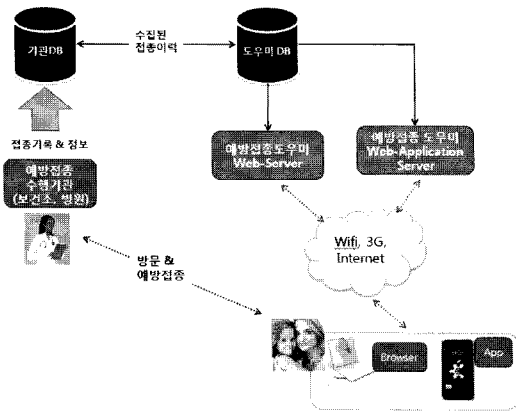 기관DB
수집된
접종이력
도우미 DB
접종기록 & 정보
예방접종
수행기관
(보건소, 병원)
예방접종도우미
Web-Server
예방접종 도우미
Web-Application
Server
방문 &
예방접종
Wifi, 3G,
Internet
Browser
App